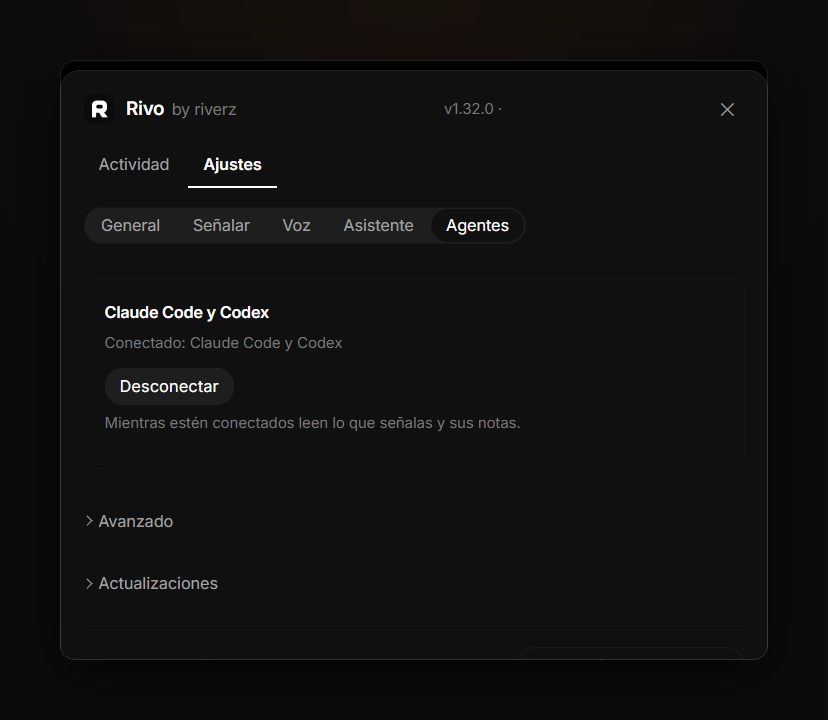 Rivo by riverz v1.32.0 ·
Actividad Ajustes
General Señalar Voz Asistente Agentes
Claude Code y Codex
Conectado: Claude Code y Codex
Desconectar
Mientras estén conectados leen lo que señalas y sus notas.
Avanzado
Actualizaciones